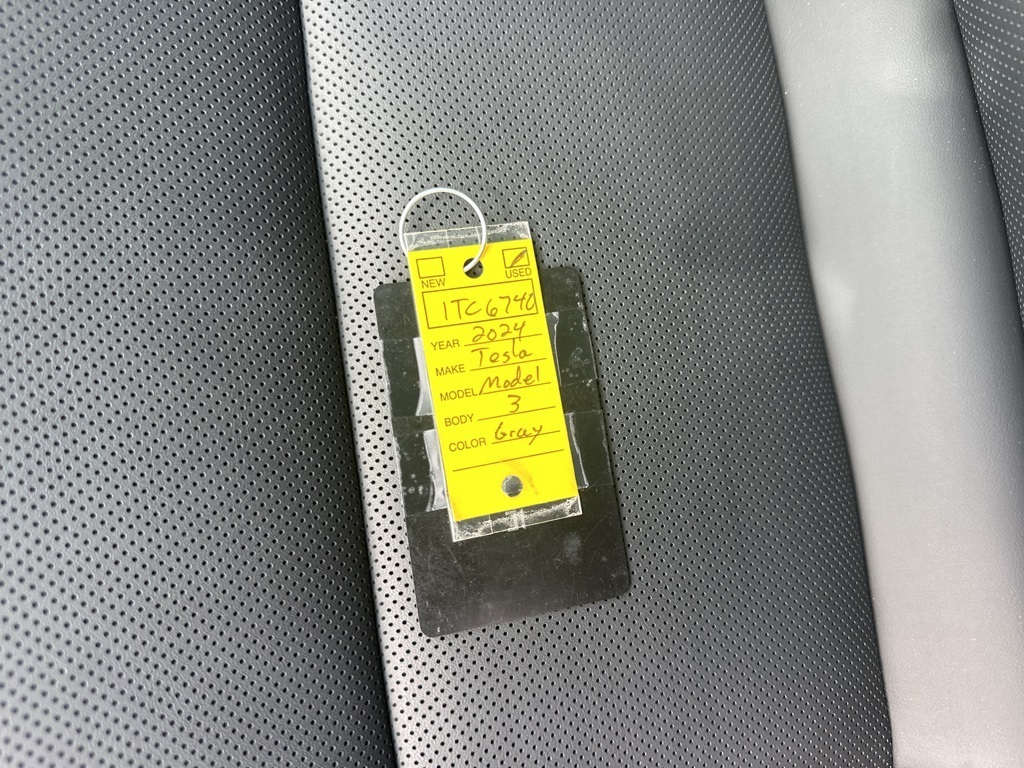 NEW USED
ITC6740
YEAR 2024
MAKE Tesla
MODEL Model
BODY 3
COLOR Gray